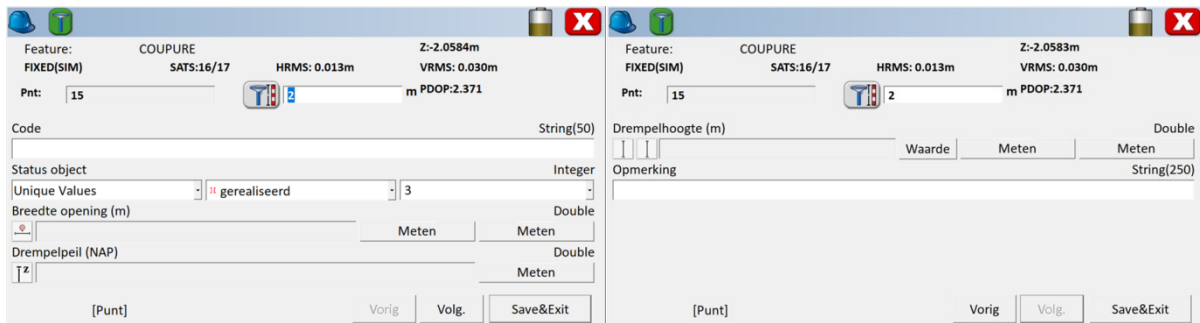 Feature: COUPURE Z:-2.0584m
FIXED(SIM) SATS:16/17 HRMS: 0.013m VRMS: 0.030m
Pnt: 15 2 m PDOP:2.371
Code String(50)
Status object Integer
Unique Values gerealiseerd 3
Breedte opening (m) Double
Meten Meten
Drempelpeil (NAP) Double
Z Meten
[Punt] Vorig Volg. Save&Exit
Feature: COUPURE Z:-2.0583m
FIXED(SIM) SATS:16/17 HRMS: 0.013m VRMS: 0.030m
Pnt: 15 2 m PDOP:2.371
Drempelhoogte (m) Double
Waarde Meten Meten
Opmerking String(250)
[Punt] Vorig Volg. Save&Exit